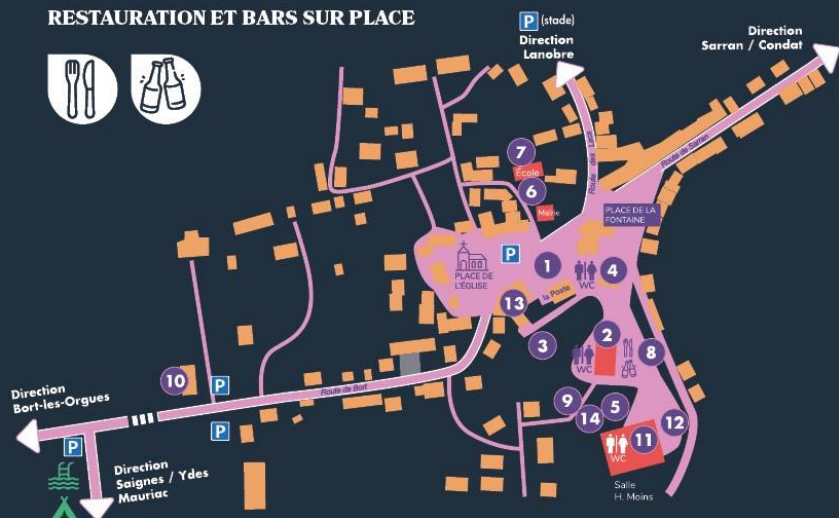 RESTAURATION ET BARS SUR PLACE
P (stade)
Direction
Lanobre
Direction
Sarran / Condat
Route des Lacs
Route de Sarran
7
École
6
Mairie
PLACE DE LA
FONTAINE
PLACE DE
L'ÉGLISE
P
1
WC
4
13
la Poste
2
3
WC
8
10
P
Route de Bort
Direction
Bort-les-Orgues
P
P
9
14
5
11
12
WC
Salle
H. Moins
Direction
Saignes / Ydes
Mauriac